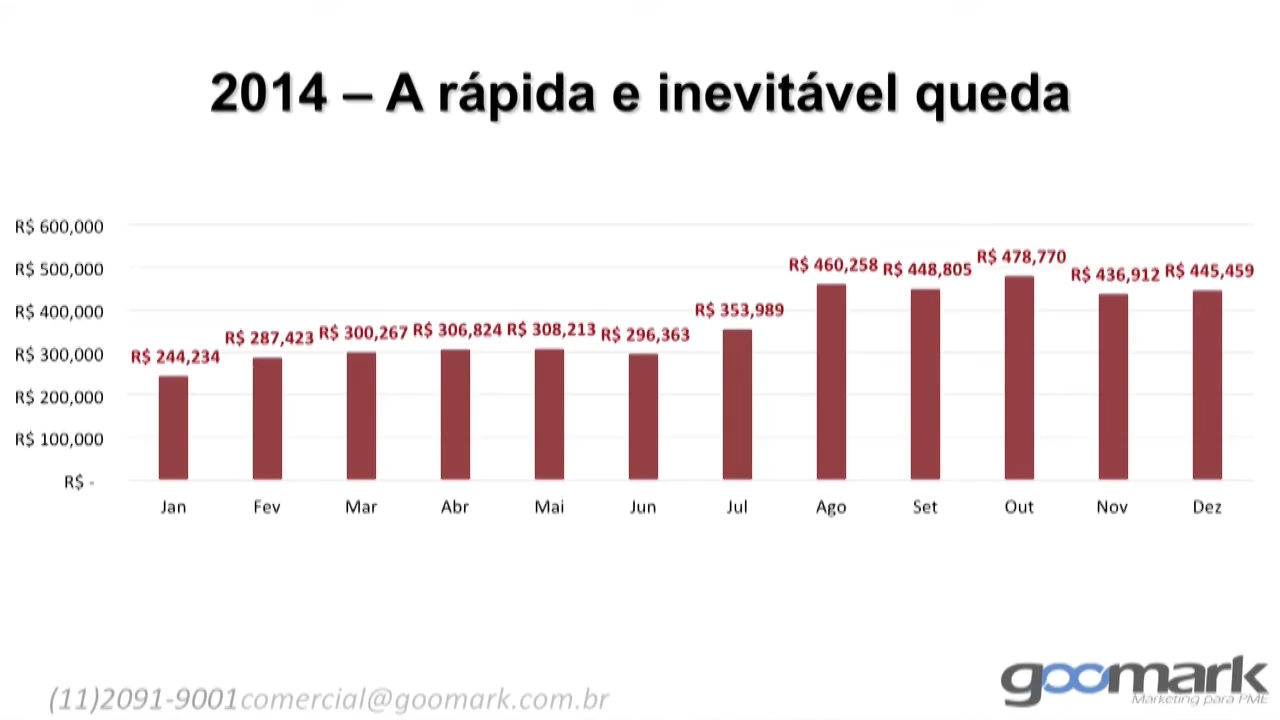 2014 – A rápida e inevitável queda
R$ 600,000
R$ 500,000
R$ 400,000
R$ 300,000
R$ 200,000
R$ 100,000
R$ -
R$ 244,234
R$ 287,423
R$ 300,267
R$ 306,824
R$ 308,213
R$ 296,363
R$ 353,989
R$ 460,258
R$ 448,805
R$ 478,770
R$ 436,912
R$ 445,459
Jan Fev Mar Abr Mai Jun Jul Ago Set Out Nov Dez
(11)2091-9001comercial@goomark.com.br
goomark
Marketing para PME